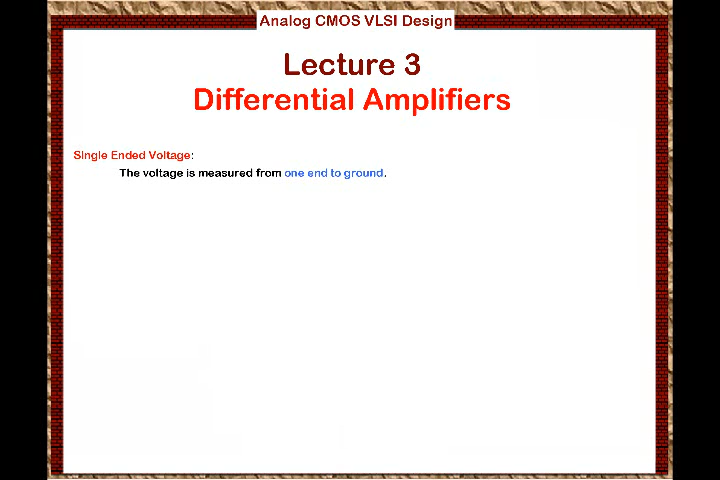 Analog CMOS VLSI Design
Lecture 3
Differential Amplifiers
Single Ended Voltage:
The voltage is measured from one end to ground.